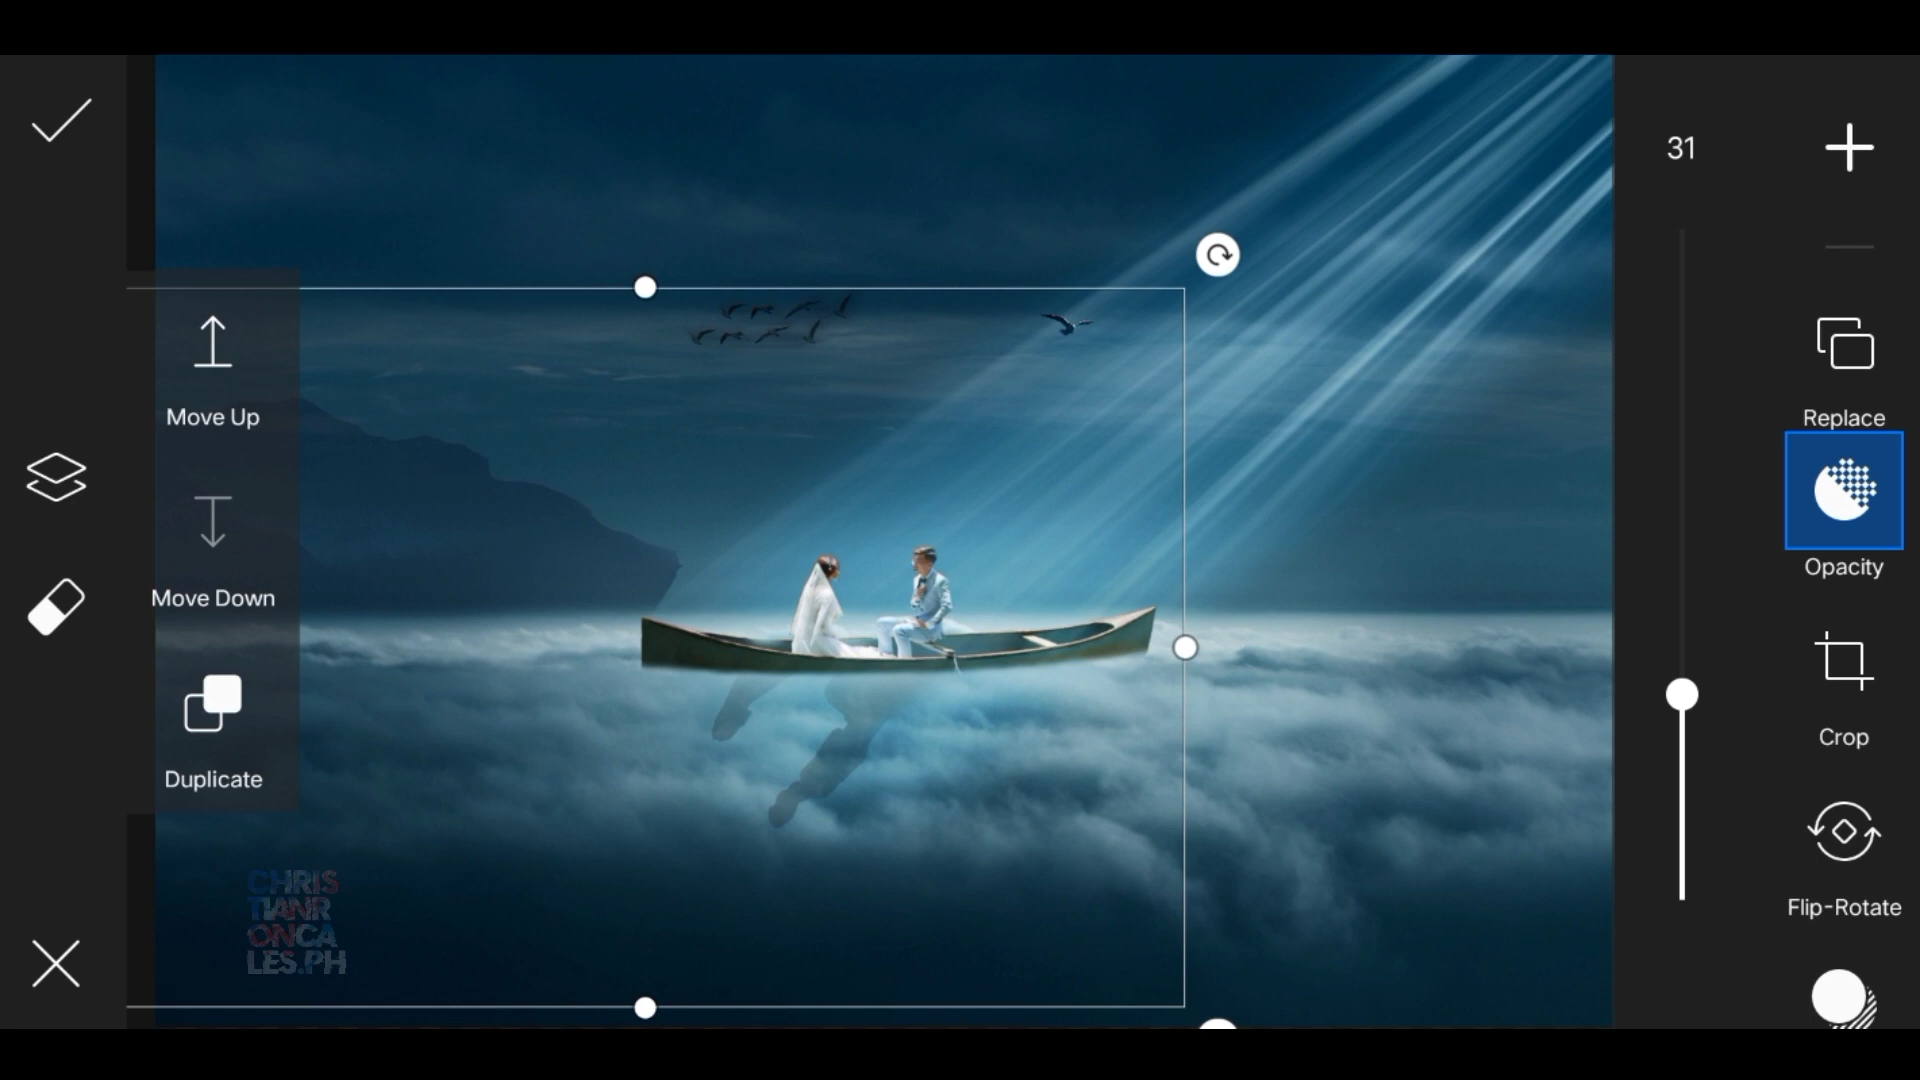 31
Move Up
Replace
Move Down
Opacity
Crop
Duplicate
Flip-Rotate
CHRIS
TIANR
ONCA
LES.PH